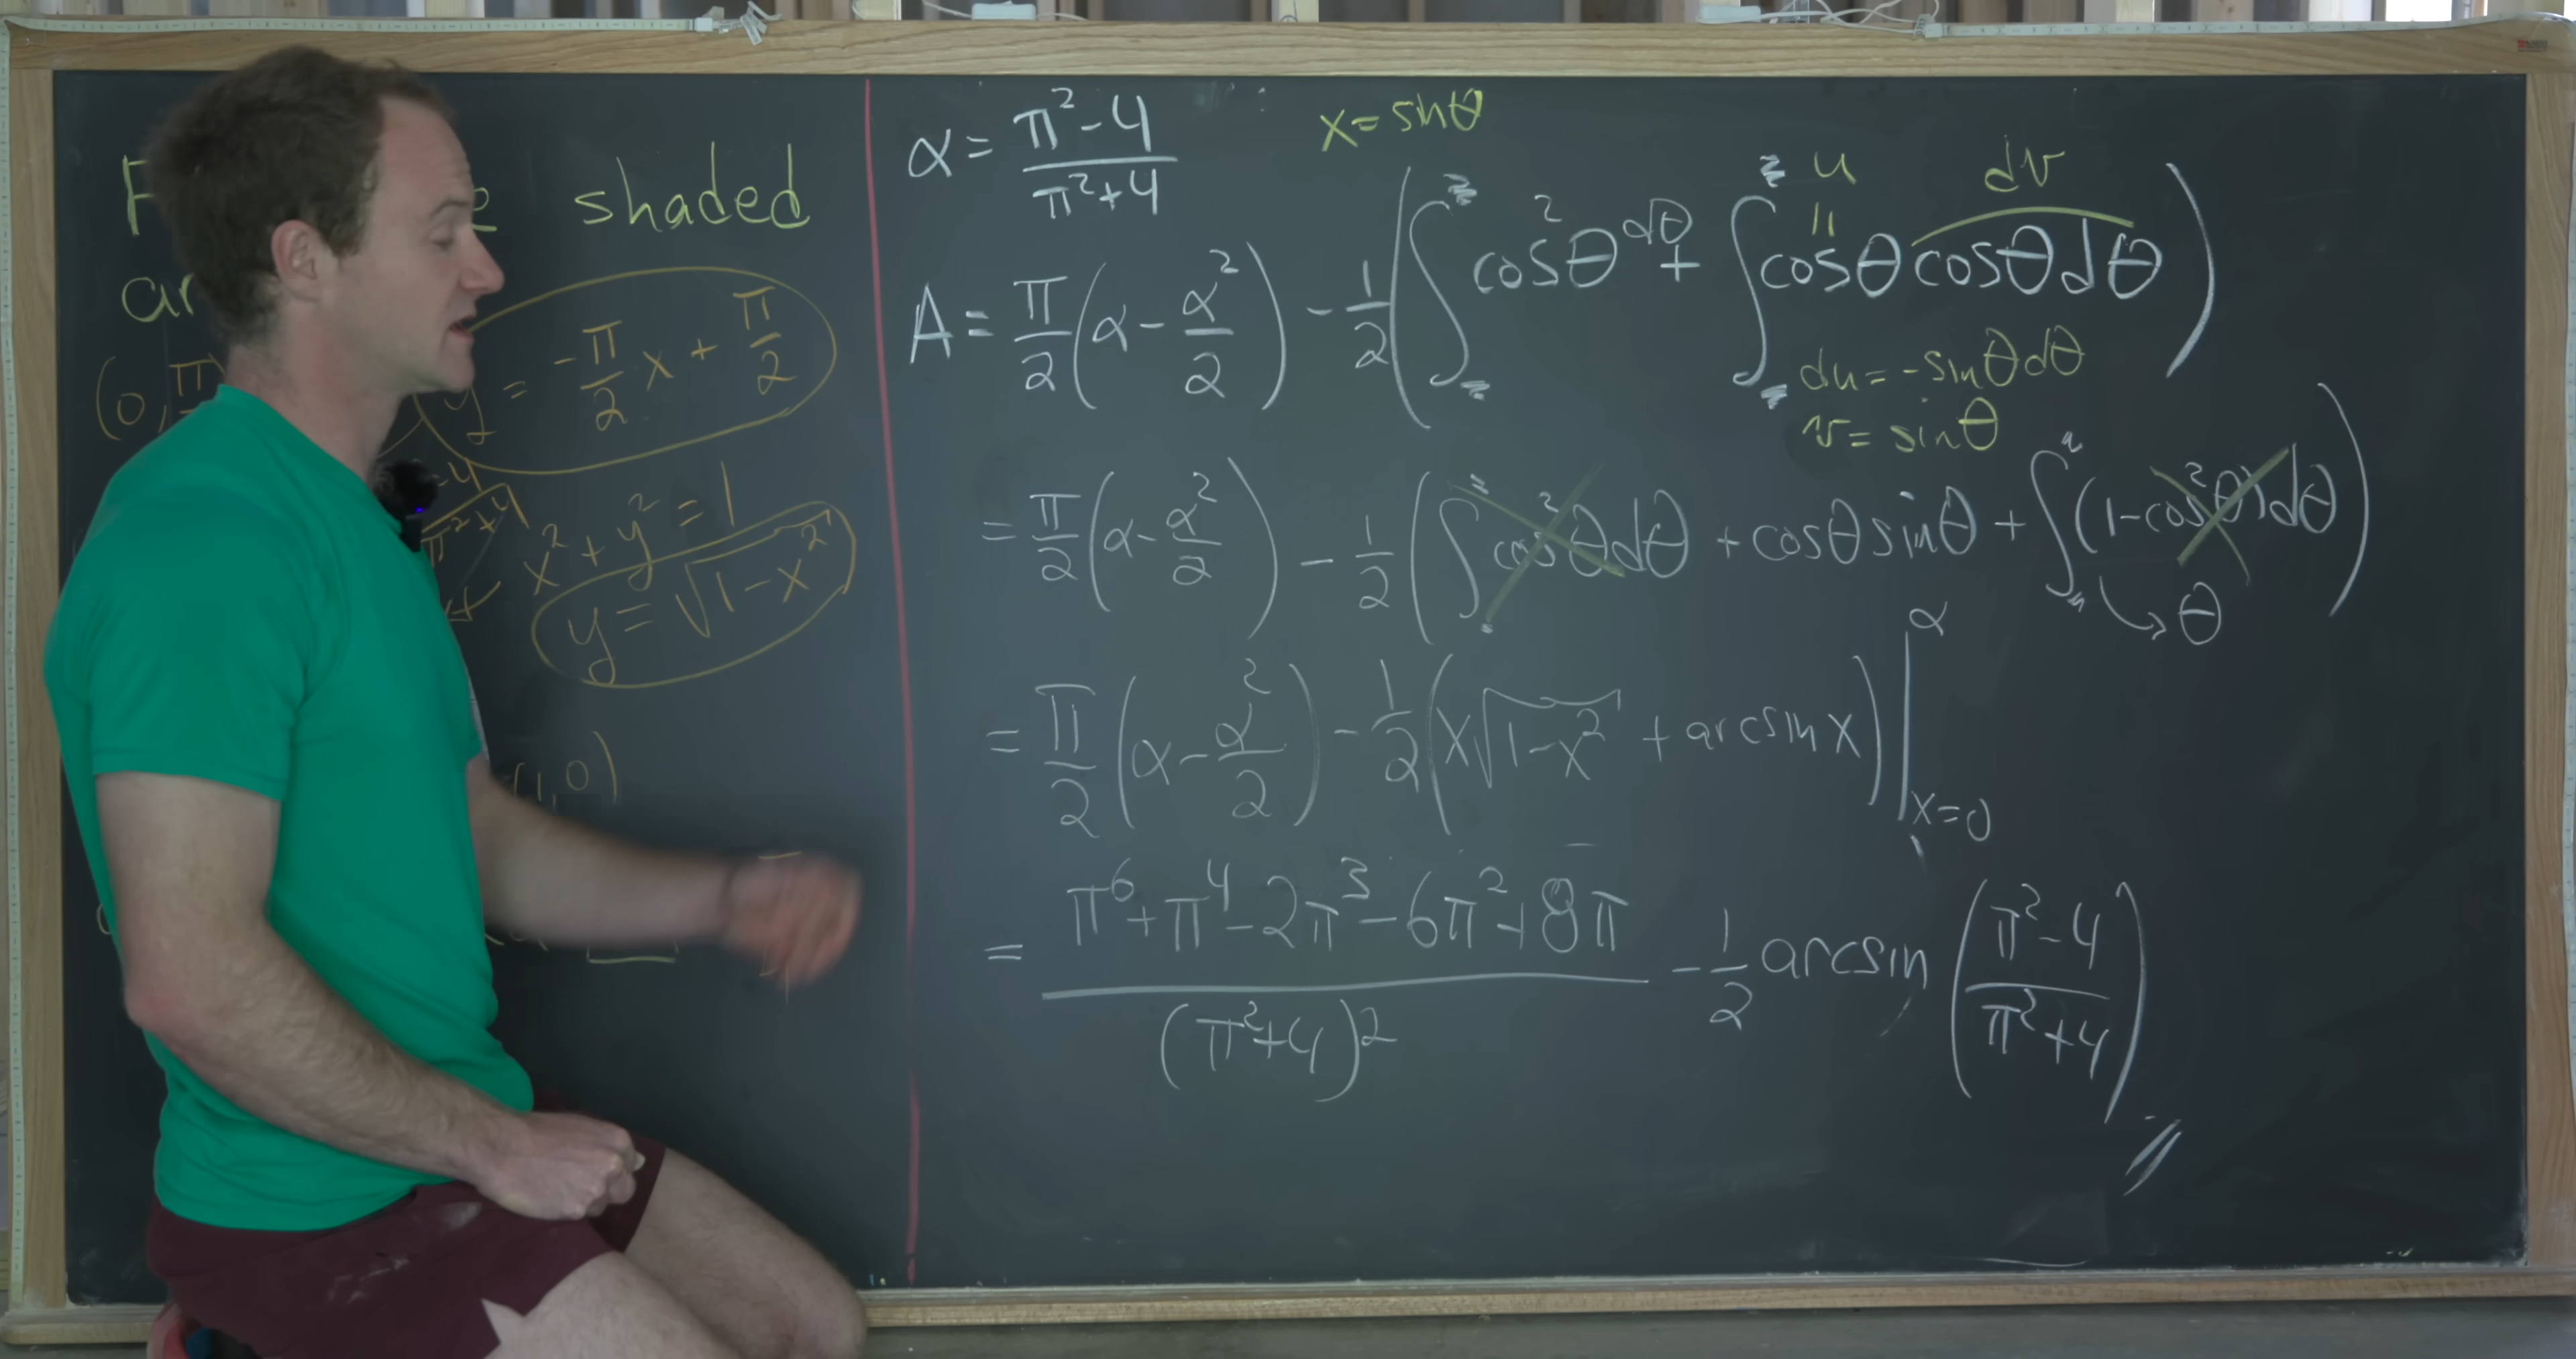 shaded
(0, π
y = -π/2 x + π/2
x² + y² = 1
y = √(1-x²)
(1,0)
α = (π²-4)/(π²+4)
x = sinθ
A = π/2 (α - α²/2) - 1/2 (∫ cos²θ dθ + ∫ cosθ cosθ dθ)
u
dv
du = -sinθ dθ
v = sinθ
= π/2 (α - α²/2) - 1/2 (∫ cos²θ dθ + cosθ sinθ + ∫ (1-cos²θ) dθ)
↳ θ
= π/2 (α - α²/2) - 1/2 (x√(1-x²) + arcsin x) |_{x=0}^{α}
= (π⁶ + π⁴ - 2π³ - 6π² + 8π)/(π²+4)² - 1/2 arcsin((π²-4)/(π²+4))